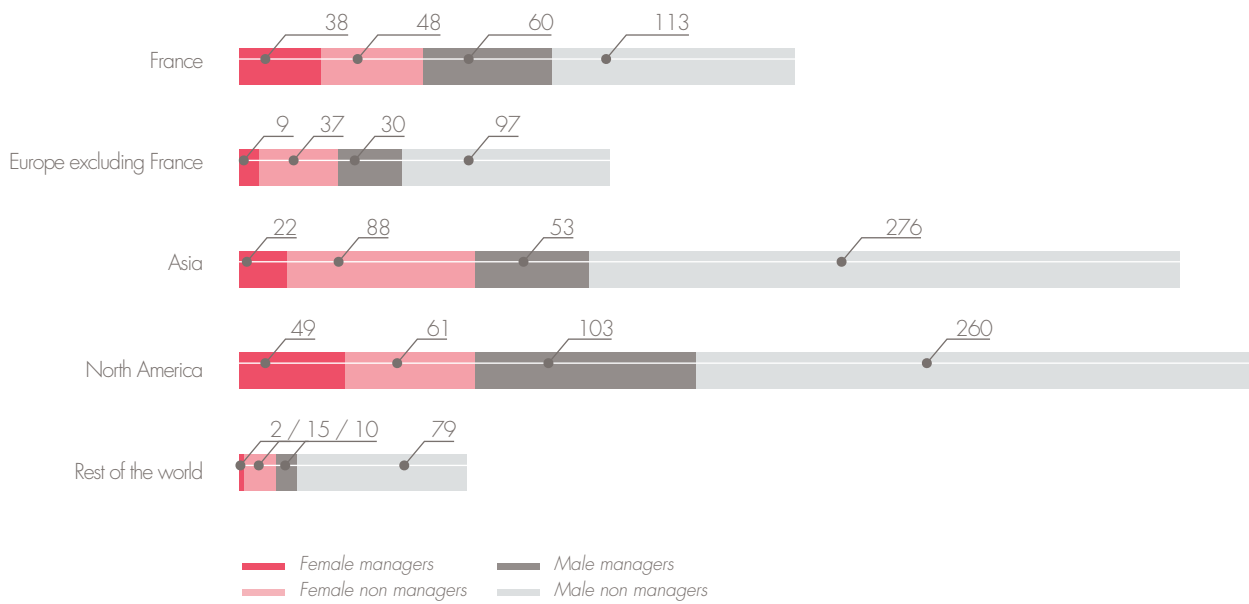 38 48 60 113
France
9 37 30 97
Europe excluding France
22 88 53 276
Asia
49 61 103 260
North America
2 / 15 / 10 79
Rest of the world
Female managers Male managers
Female non managers Male non managers